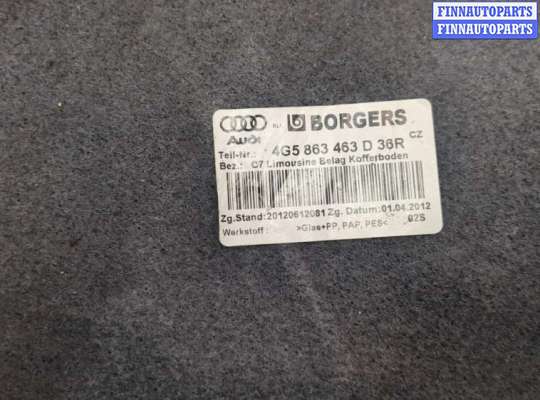 FINNAUTOPARTS
FINNAUTOPARTS
BORGERS
Audi
CZ
Teil-Nr.: 4G5 863 463 D 36R
Bez.: C7 Limousine Belag Kofferboden
Zg.Stand:20120612081 Zg. Datum:01.04.2012
Werkstoff: >Glas+PP, PAP, PES< 02S